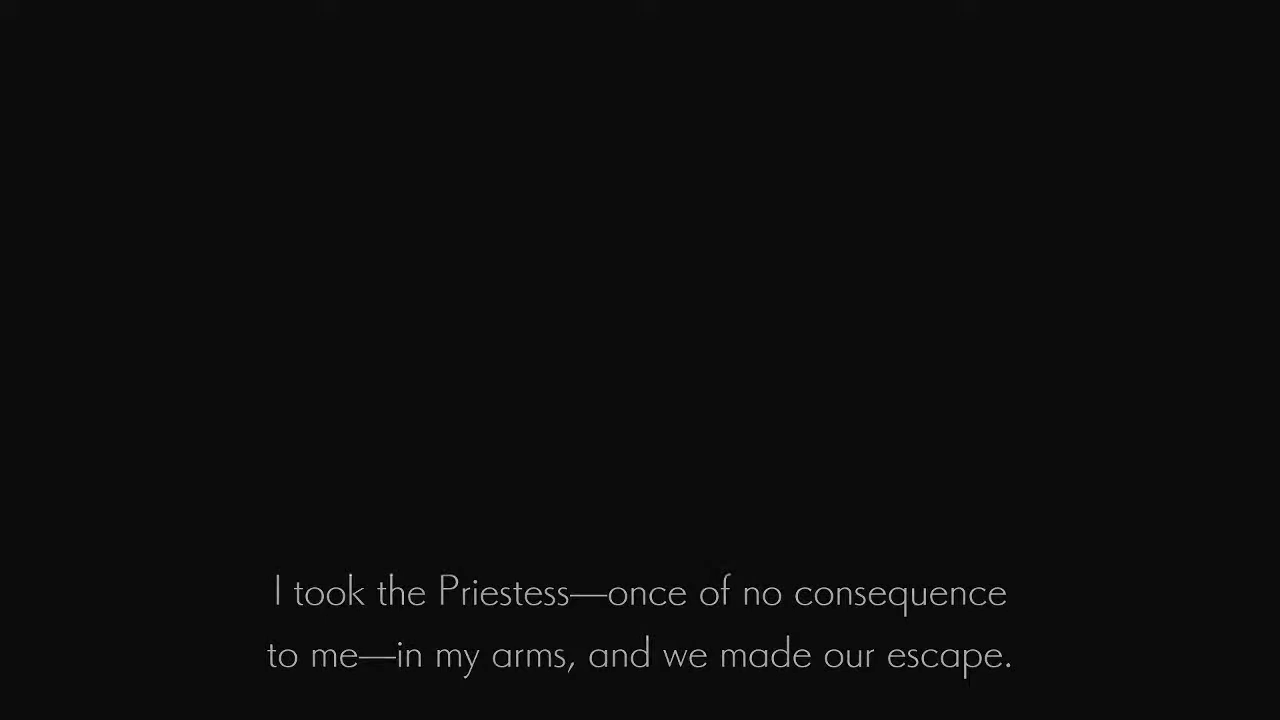 I took the Priestess—once of no consequence
to me—in my arms, and we made our escape.